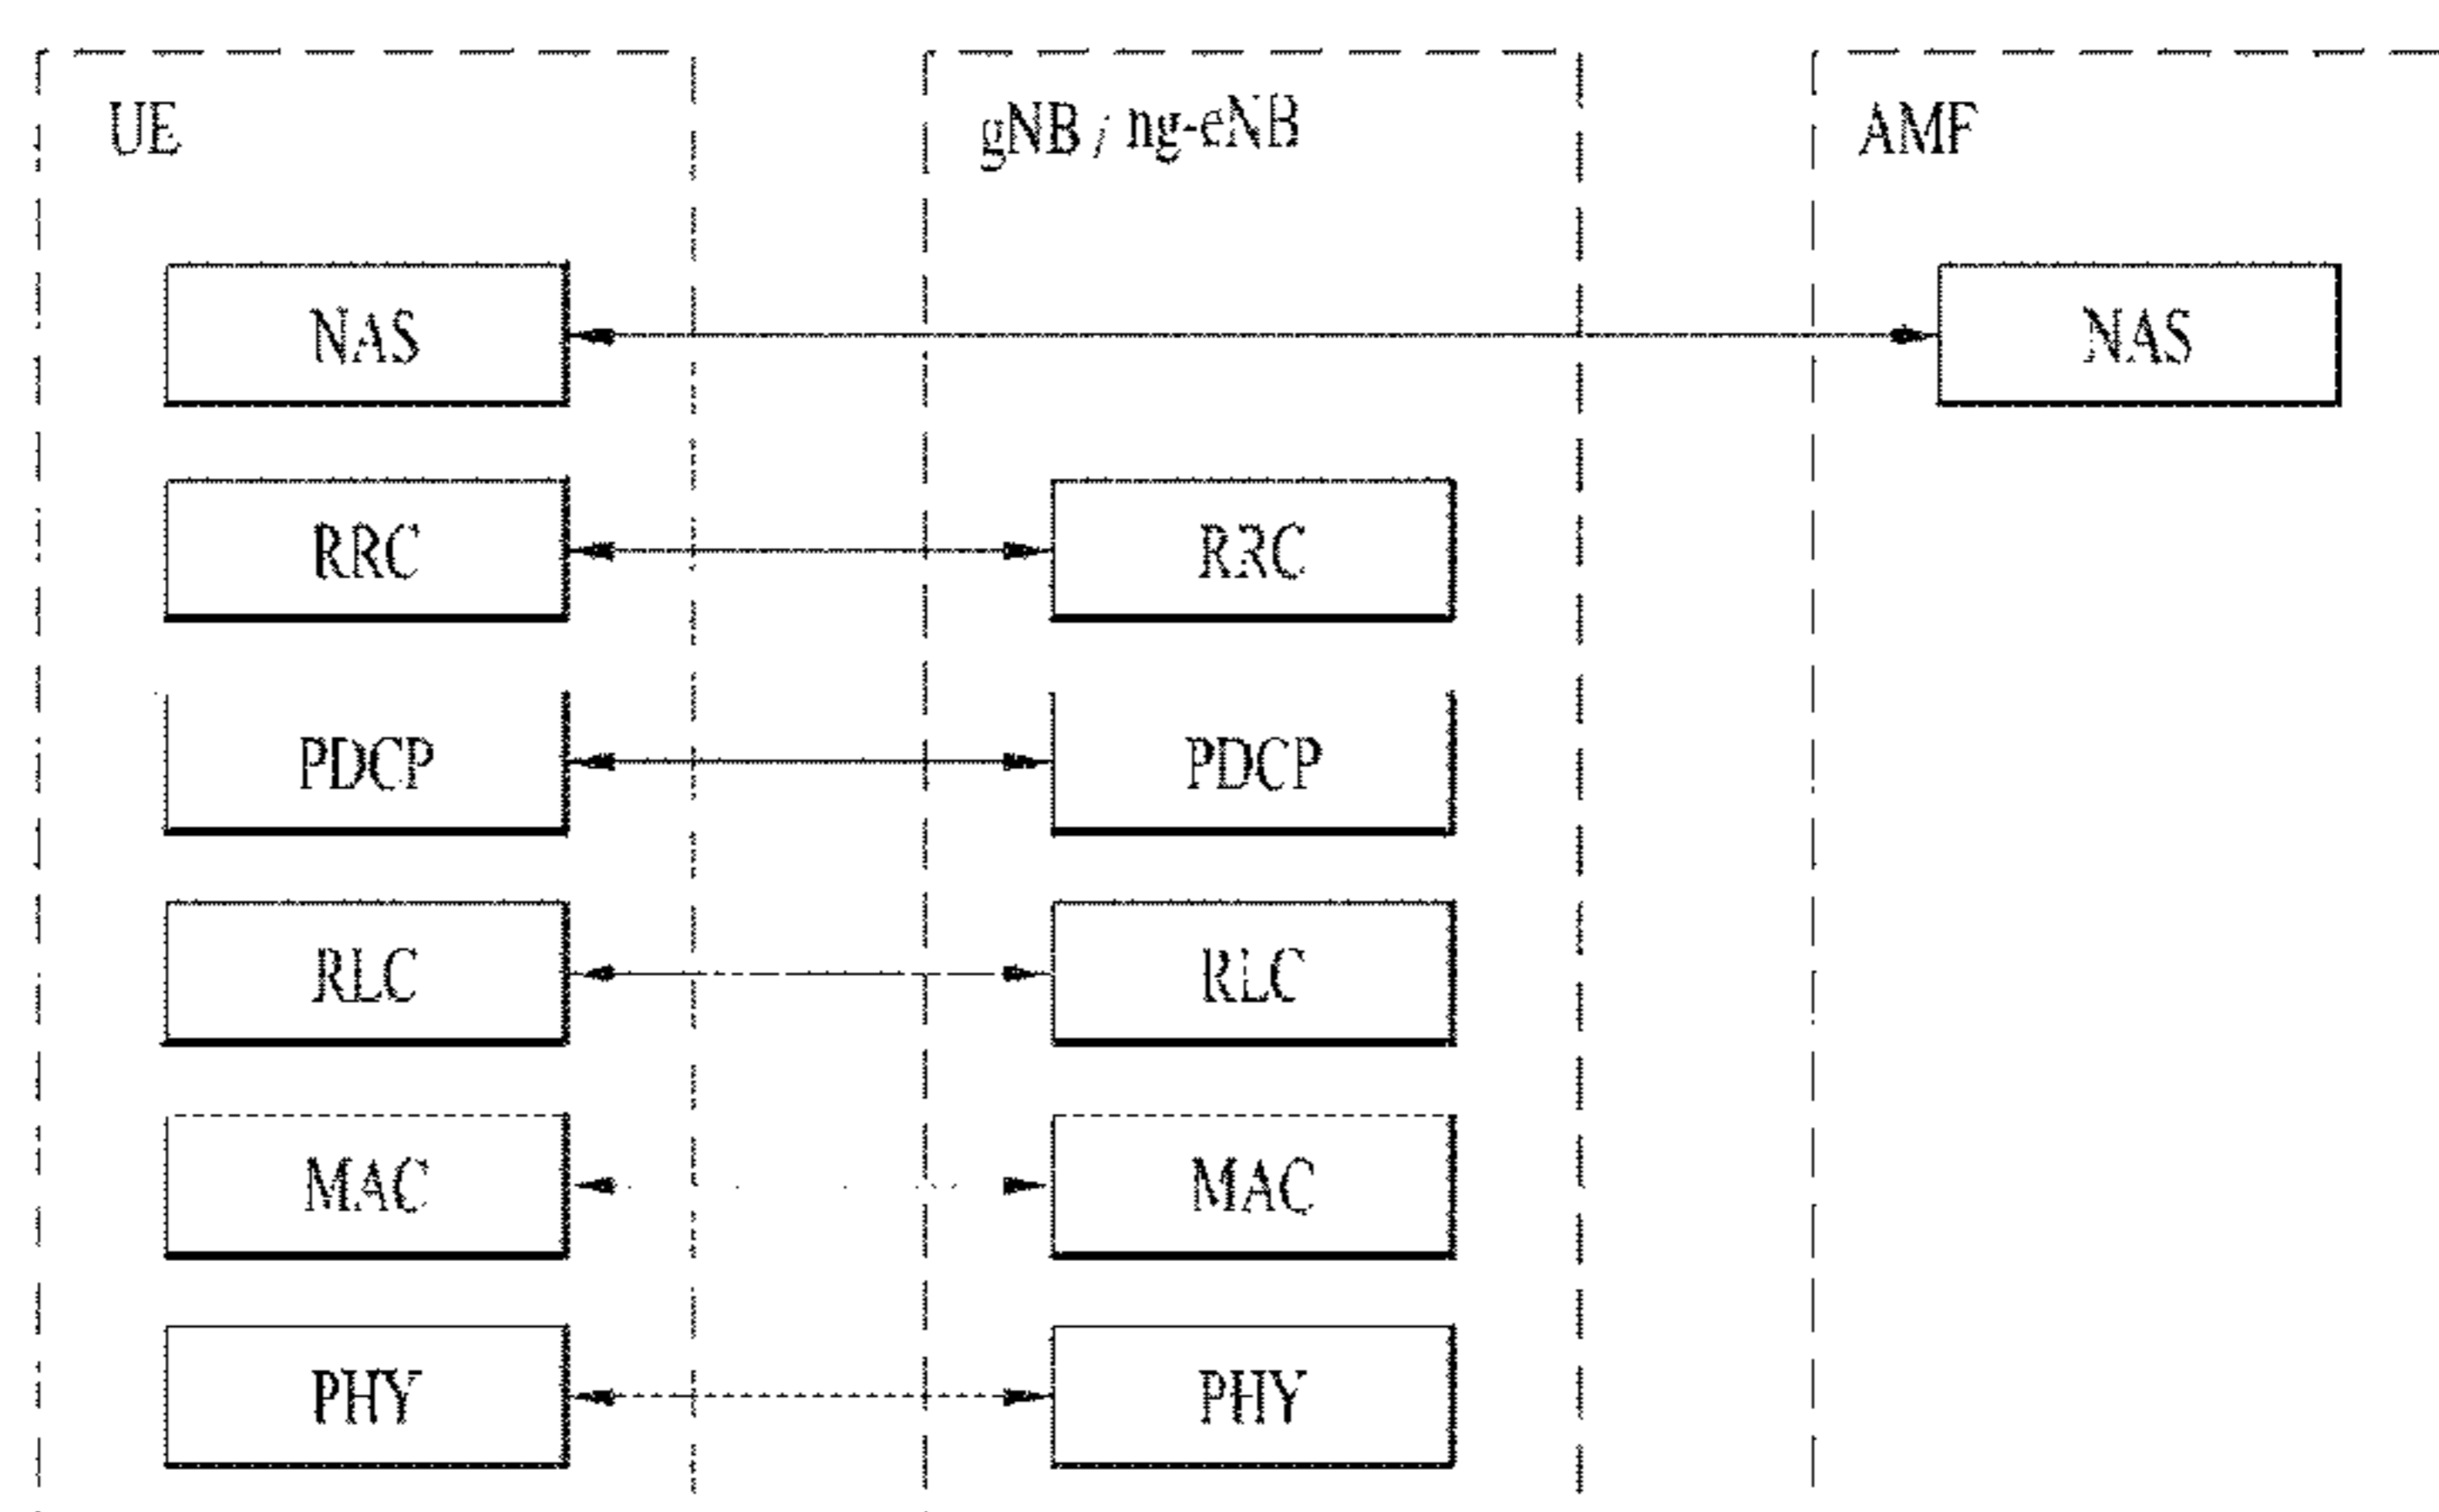 UE gNB / ng-eNB AMF
NAS NAS
RRC RRC
PDCP PDCP
RLC RLC
MAC MAC
PHY PHY